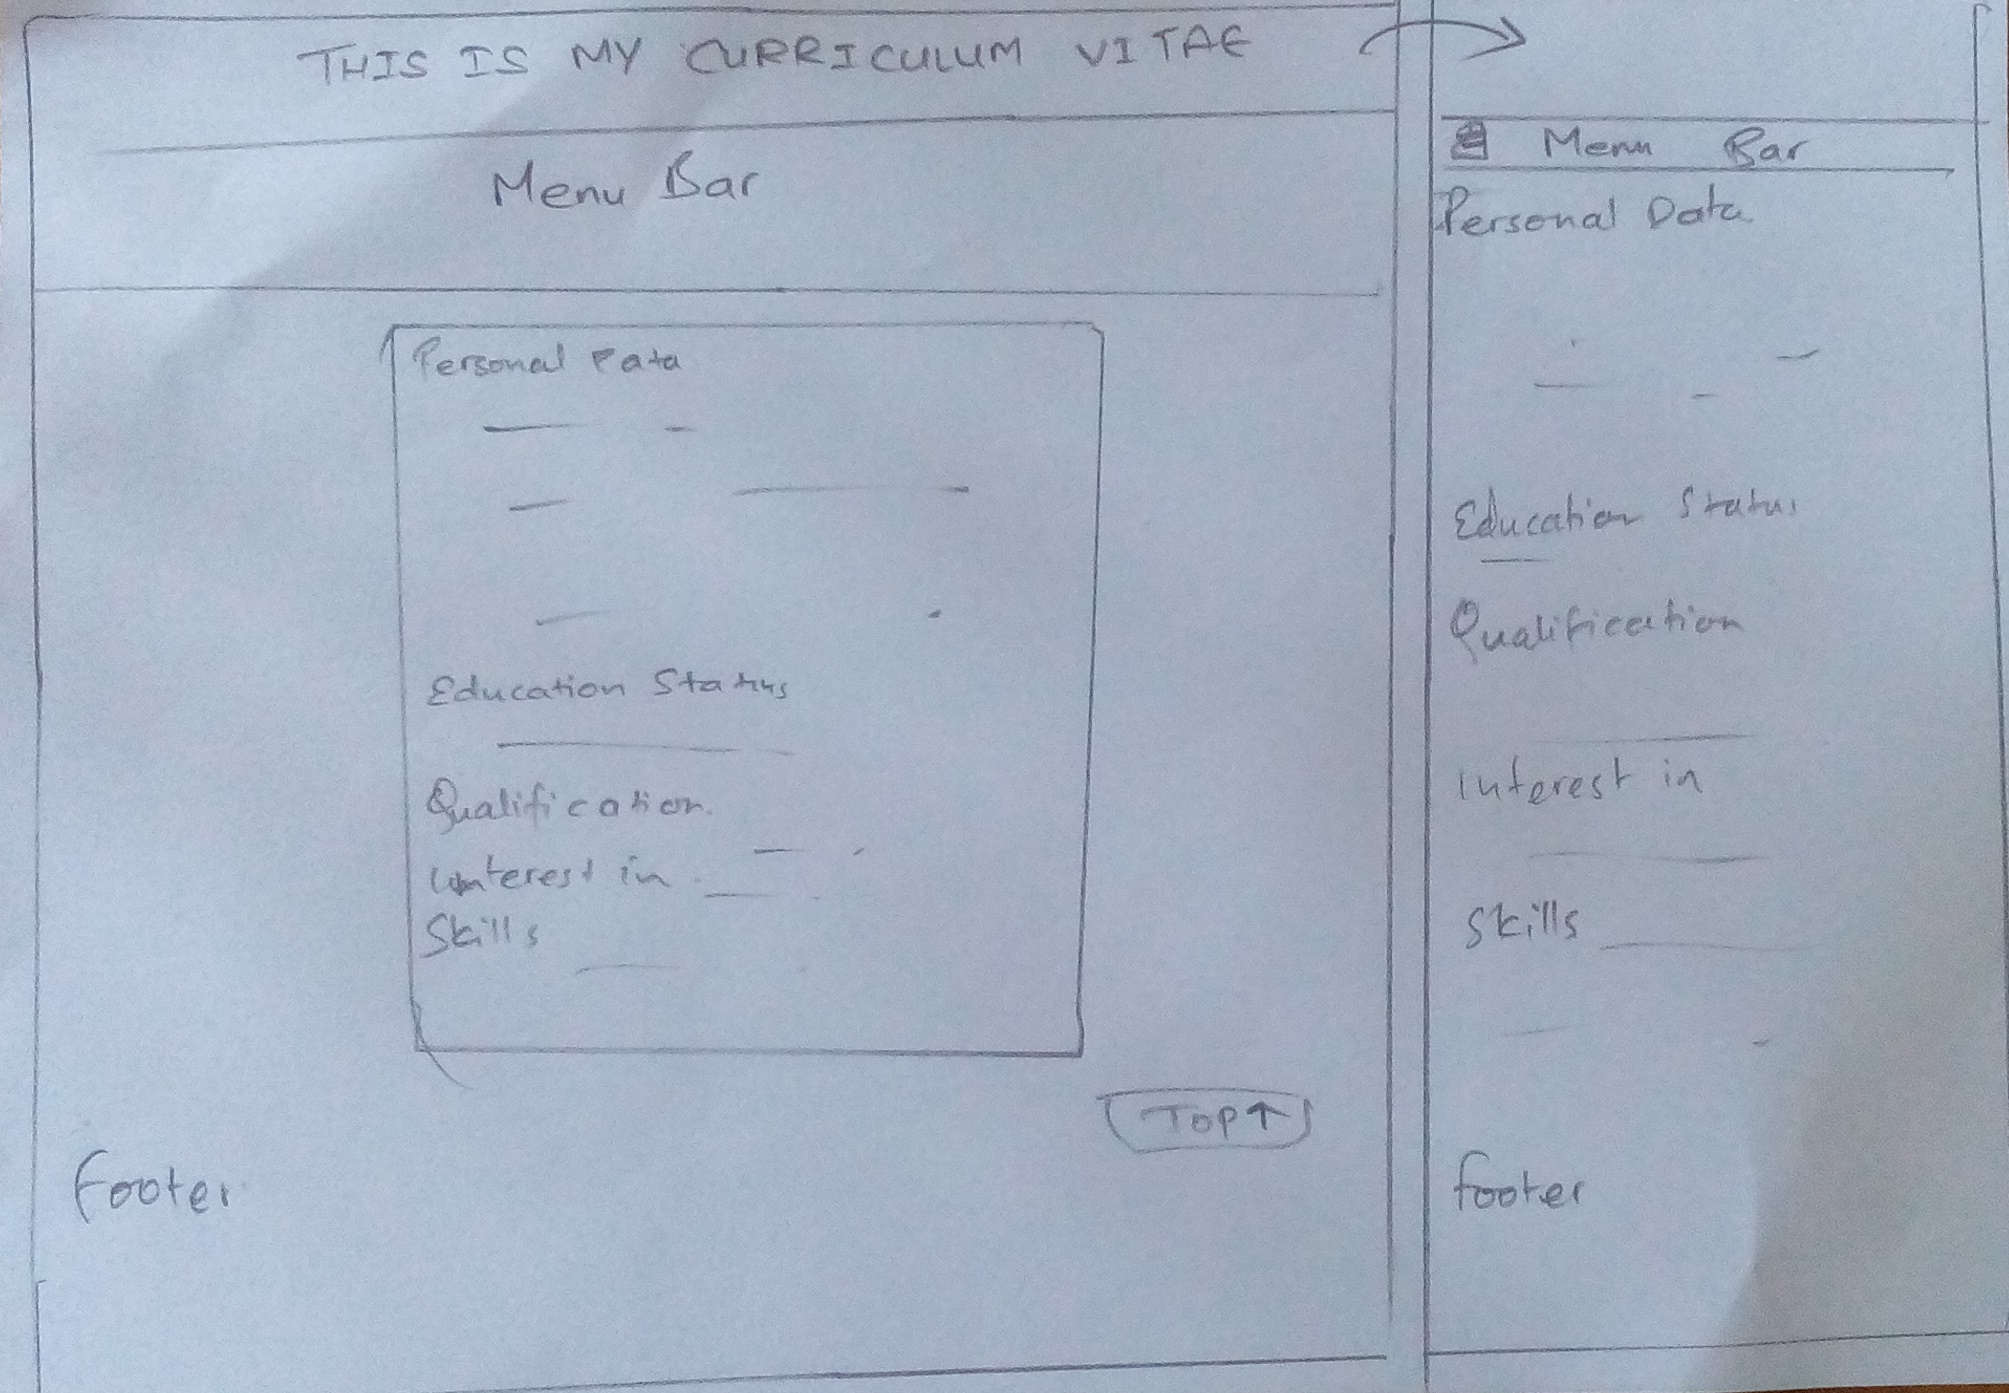 THIS IS MY CURRICULUM VITAE
Menu Bar
Personal Data
Education Status
Qualification.
interest in
Skills
TOP↑
Footer
Menu Bar
Personal Data
Education Status
Qualification
Interest in
Skills
footer